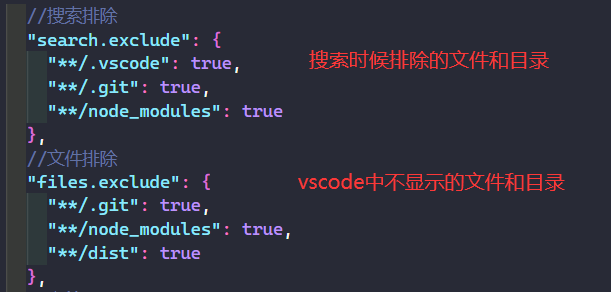 //搜索排除
"search.exclude": {
"**/.vscode": true,
搜索时候排除的文件和目录
"**/.git": true,
"**/node_modules": true
},
//文件排除
"files.exclude": {
vscode中不显示的文件和目录
"**/.git": true,
"**/node_modules": true,
"**/dist": true
},